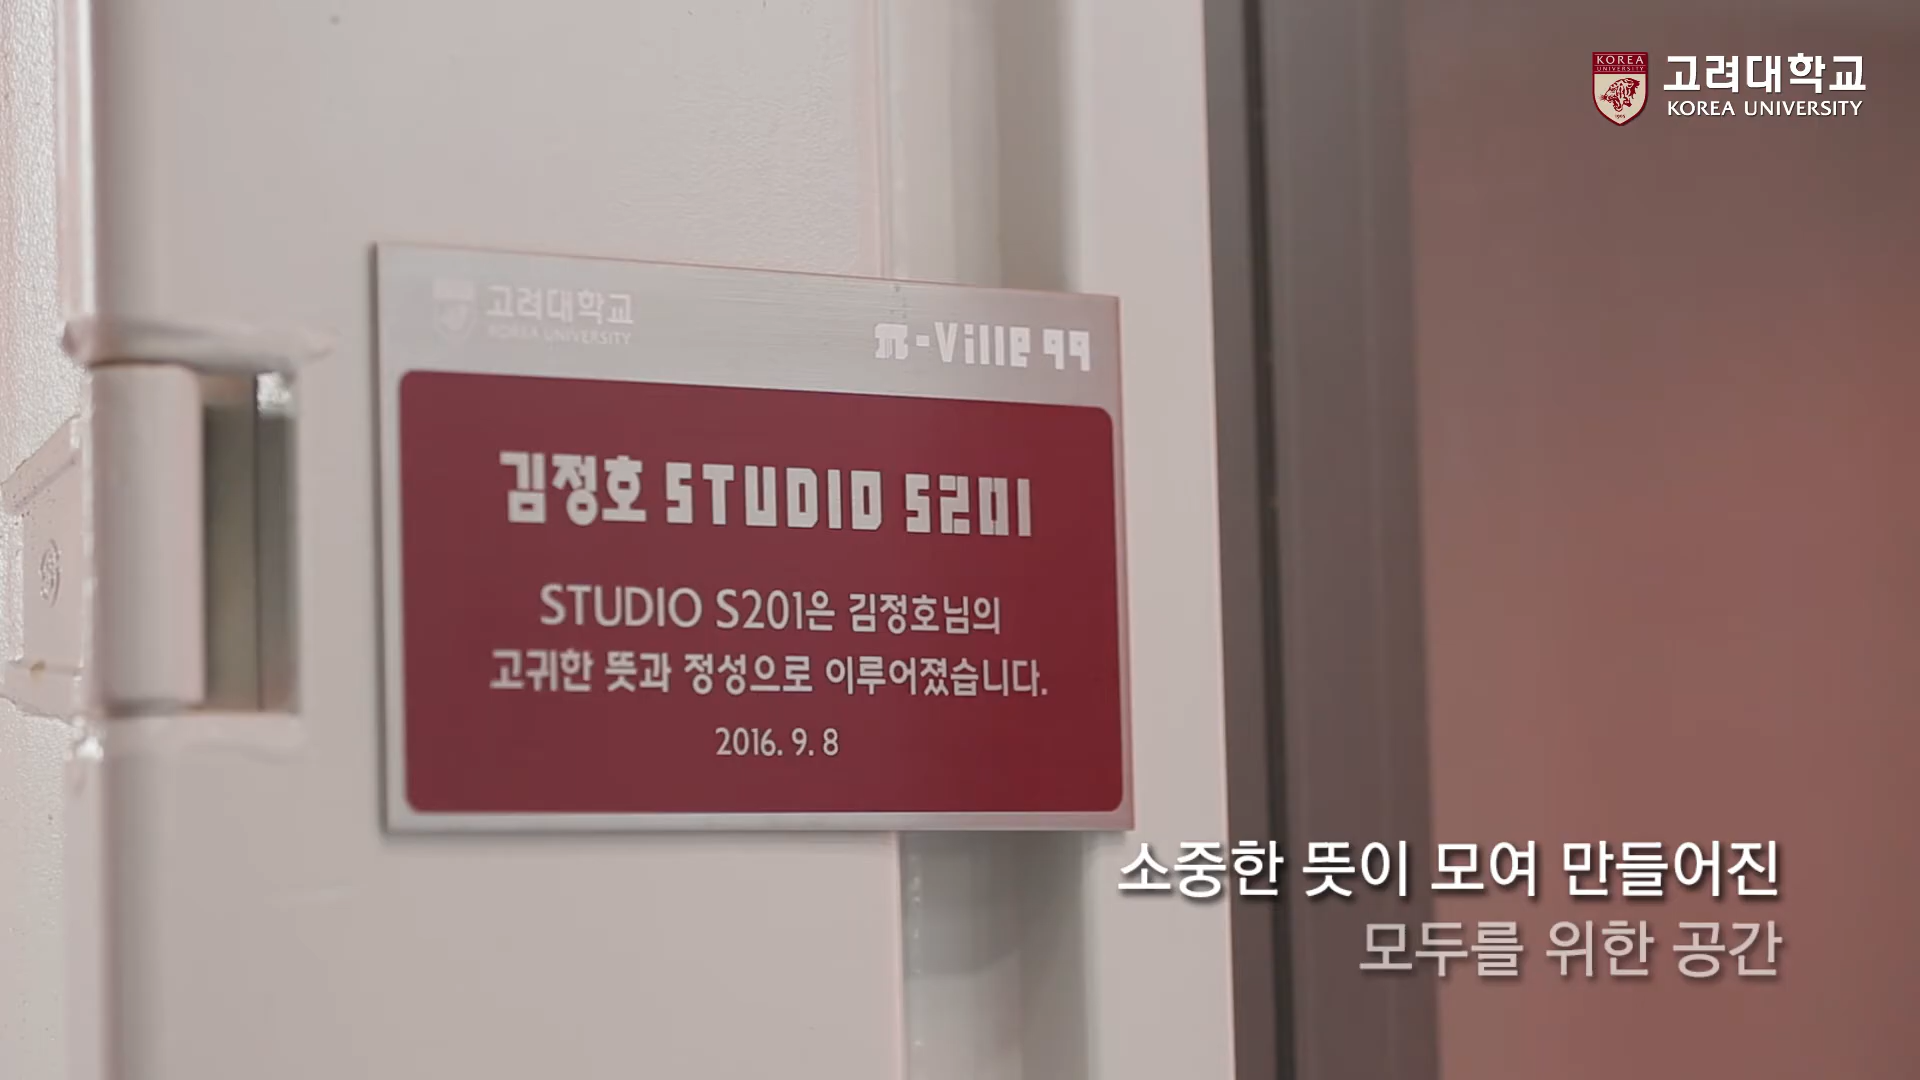 KOREA
UNIVERSITY
1905
고려대학교
KOREA UNIVERSITY
고려대학교
KOREA UNIVERSITY
π-Ville 99
김정호 STUDIO S201
STUDIO S201은 김정호님의
고귀한 뜻과 정성으로 이루어졌습니다.
2016. 9. 8
소중한 뜻이 모여 만들어진
모두를 위한 공간